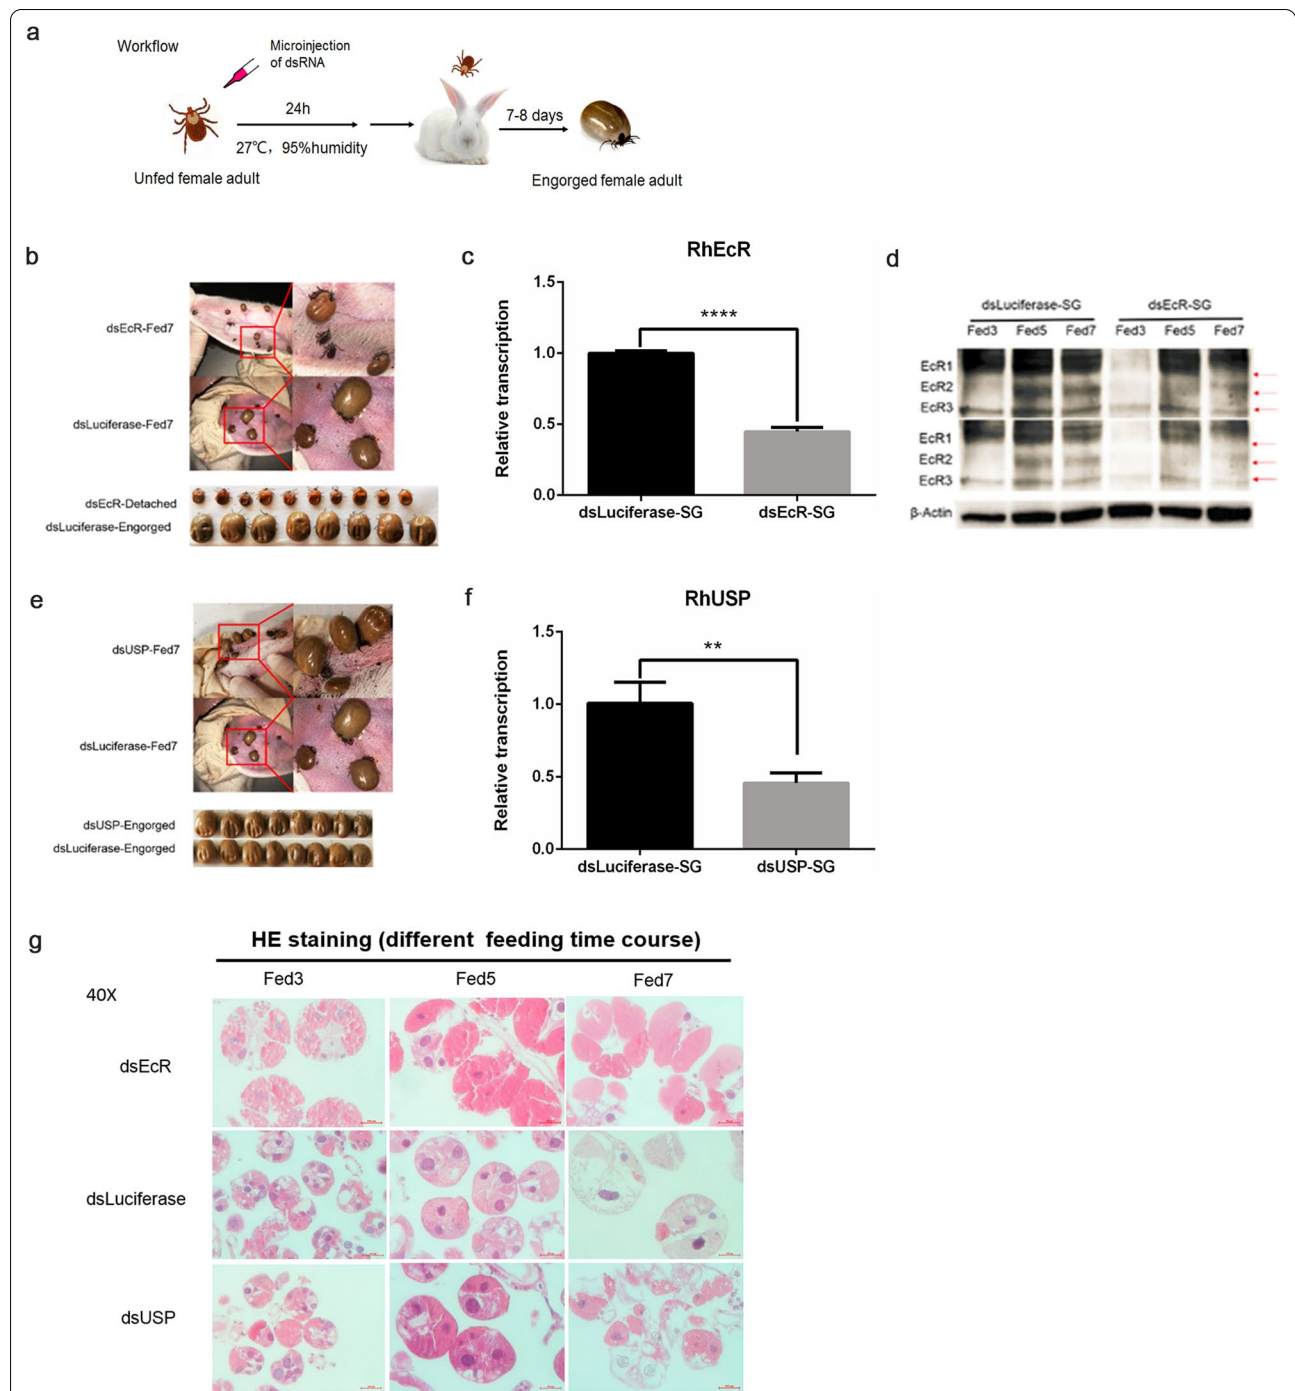 a
Workflow
Microinjection
of dsRNA
24h
27℃, 95%humidity
7-8 days
Unfed female adult
Engorged female adult
b
dsEcR-Fed7
dsLuciferase-Fed7
dsEcR-Detached
dsLuciferase-Engorged
c
RhEcR
Relative transcription
1.5
1.0
0.5
0.0
****
dsLuciferase-SG
dsEcR-SG
d
dsLuciferase-SG
dsEcR-SG
Fed3 Fed5 Fed7 Fed3 Fed5 Fed7
EcR1
EcR2
EcR3
EcR1
EcR2
EcR3
β-Actin
e
dsUSP-Fed7
dsLuciferase-Fed7
dsUSP-Engorged
dsLuciferase-Engorged
f
RhUSP
Relative transcription
1.5
1.0
0.5
0.0
**
dsLuciferase-SG
dsUSP-SG
g
HE staining (different feeding time course)
Fed3 Fed5 Fed7
40X
dsEcR
dsLuciferase
dsUSP